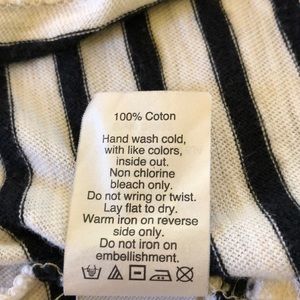 100% Coton
Hand wash cold,
with like colors,
inside out.
Non chlorine
bleach only.
Do not wring or twist.
Lay flat to dry.
Warm iron on reverse
side only.
Do not iron on
embellishment.